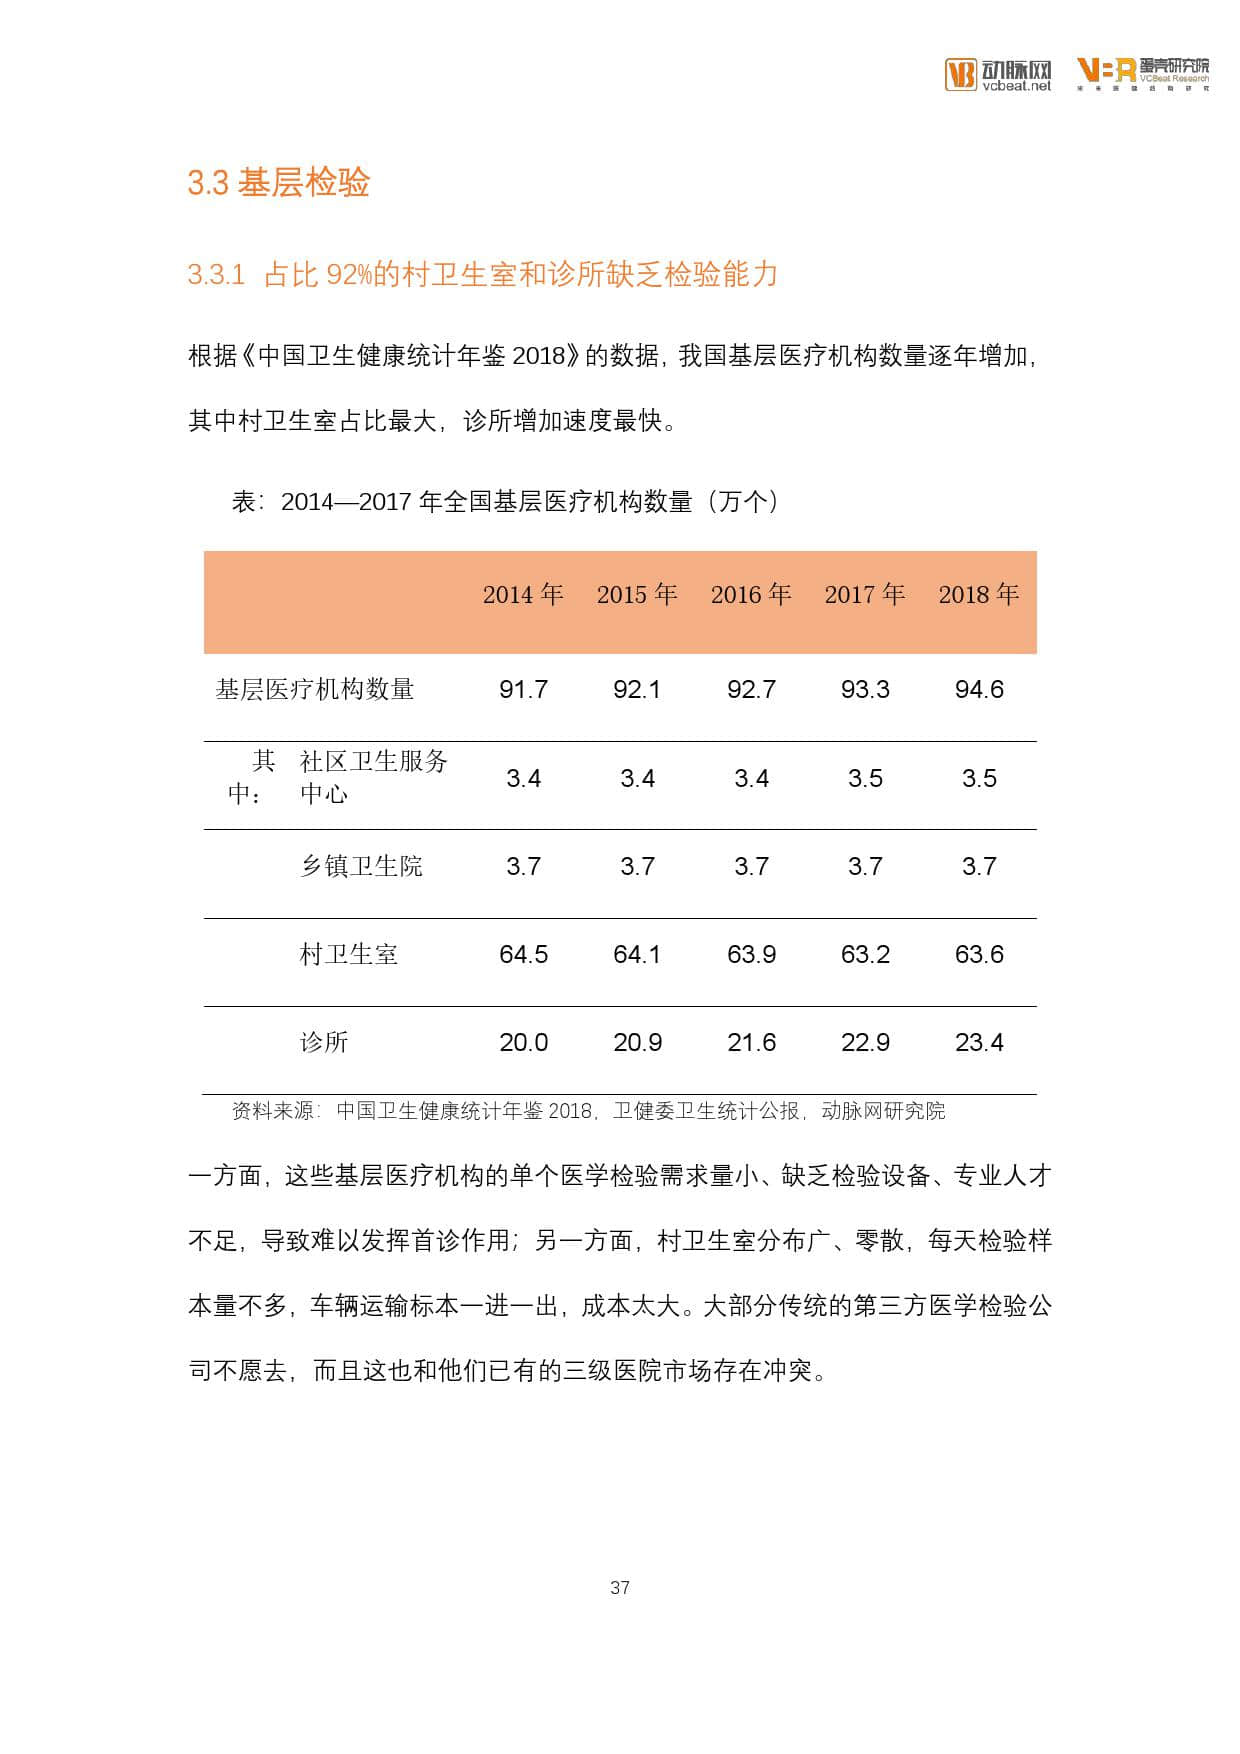 动脉网
vcbeat.net
VBR 蛋壳研究院
VCBeat Research
未来医健战略研究
3.3 基层检验
3.3.1 占比 92%的村卫生室和诊所缺乏检验能力
根据《中国卫生健康统计年鉴 2018》的数据，我国基层医疗机构数量逐年增加，
其中村卫生室占比最大，诊所增加速度最快。
表：2014—2017 年全国基层医疗机构数量（万个）
2014 年 2015 年 2016 年 2017 年 2018 年
基层医疗机构数量 91.7 92.1 92.7 93.3 94.6
其中： 社区卫生服务中心 3.4 3.4 3.4 3.5 3.5
乡镇卫生院 3.7 3.7 3.7 3.7 3.7
村卫生室 64.5 64.1 63.9 63.2 63.6
诊所 20.0 20.9 21.6 22.9 23.4
资料来源：中国卫生健康统计年鉴 2018，卫健委卫生统计公报，动脉网研究院
一方面，这些基层医疗机构的单个医学检验需求量小、缺乏检验设备、专业人才
不足，导致难以发挥首诊作用；另一方面，村卫生室分布广、零散，每天检验样
本量不多，车辆运输标本一进一出，成本太大。大部分传统的第三方医学检验公
司不愿去，而且这也和他们已有的三级医院市场存在冲突。
37